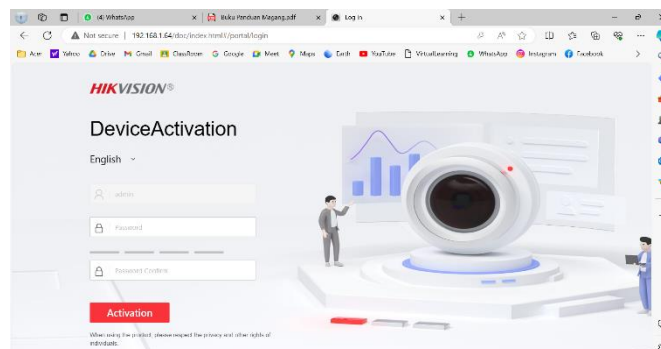 (4) WhatsApp
Buku Panduan Magang.pdf
Log In
Not secure | 192.168.1.64/doc/index.html#/portal/login
Acer
Yahoo
Drive
Gmail
ClassRoom
Google
Meet
Maps
Earth
YouTube
VirtualLearning
WhatsApp
Instagram
Facebook
HIKVISION®
DeviceActivation
English
admin
Password
Password Confirm
Activation
When using the product, please respect the privacy and other rights of
individuals.